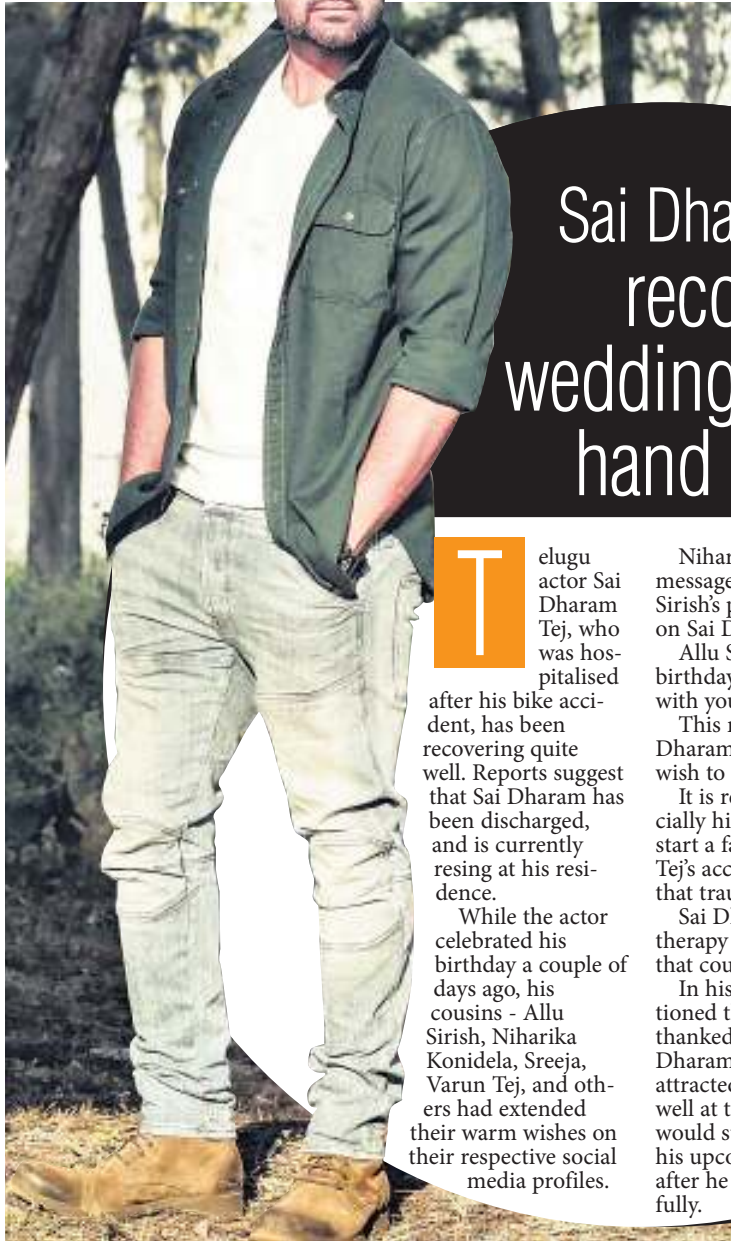 Sai Dha
reco
wedding
hand
T
elugu
actor Sai
Dharam
Tej, who
was hos-
pitalised
after his bike acci-
dent, has been
recovering quite
well. Reports suggest
that Sai Dharam has
been discharged,
and is currently
resing at his resi-
dence.
While the actor
celebrated his
birthday a couple of
days ago, his
cousins - Allu
Sirish, Niharika
Konidela, Sreeja,
Varun Tej, and oth-
ers had extended
their warm wishes on
their respective social
media profiles.
Nihar
message
Sirish's p
on Sai D
Allu S
birthday
with you
This r
Dharam
wish to
It is re
cially hi
start a fa
Tej's acc
that trau
Sai Dh
therapy
that cou
In his
tioned t
thanked
Dharam
attracted
well at t
would su
his upco
after he
fully.